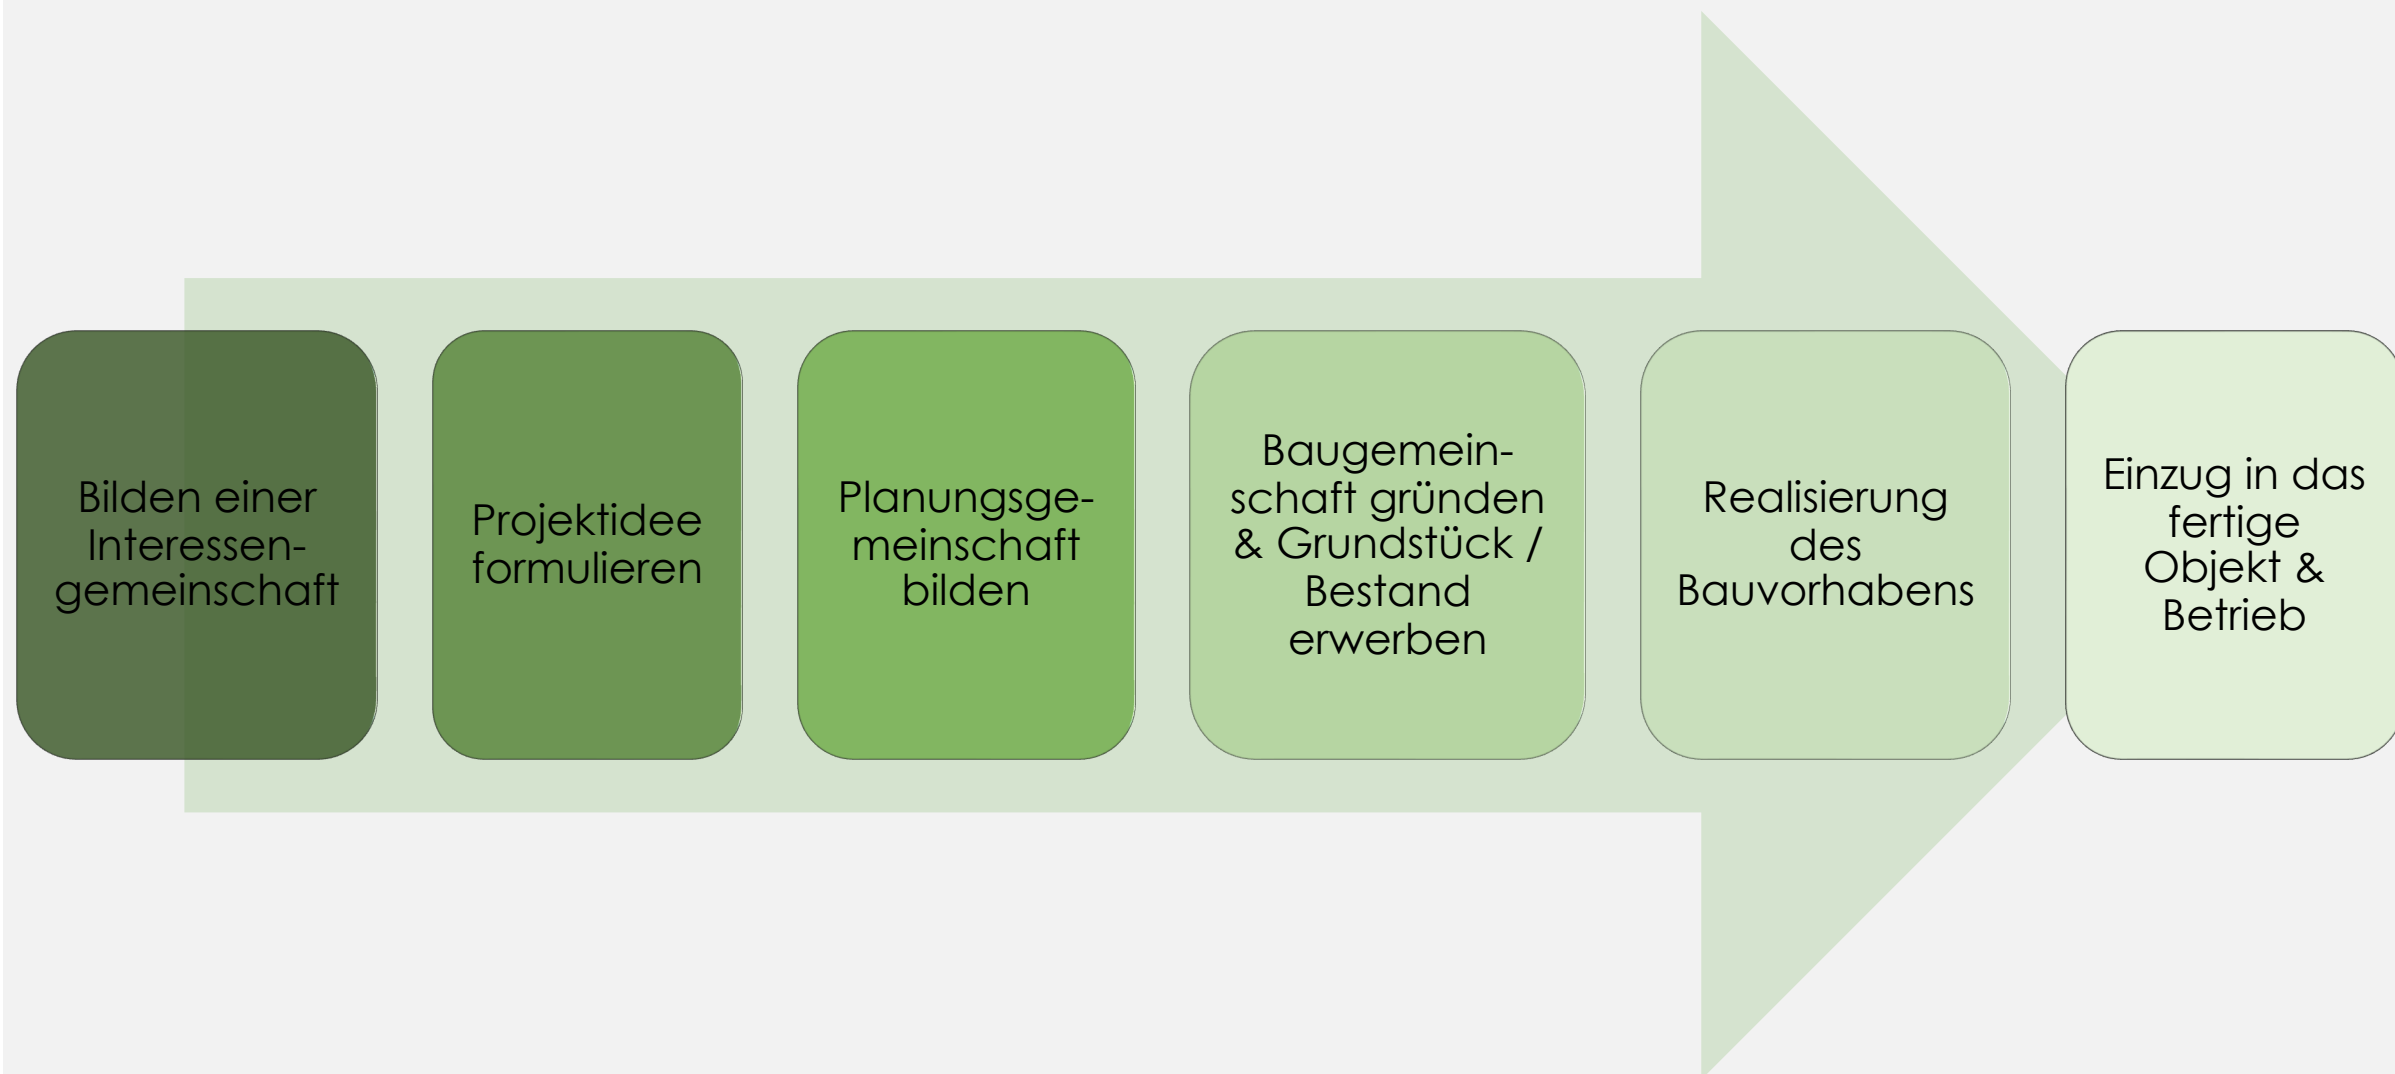 Bilden einer
Interessen-
gemeinschaft
Projektidee
formulieren
Planungsge-
meinschaft
bilden
Baugemein-
schaft gründen
& Grundstück /
Bestand
erwerben
Realisierung
des
Bauvorhabens
Einzug in das
fertige
Objekt &
Betrieb